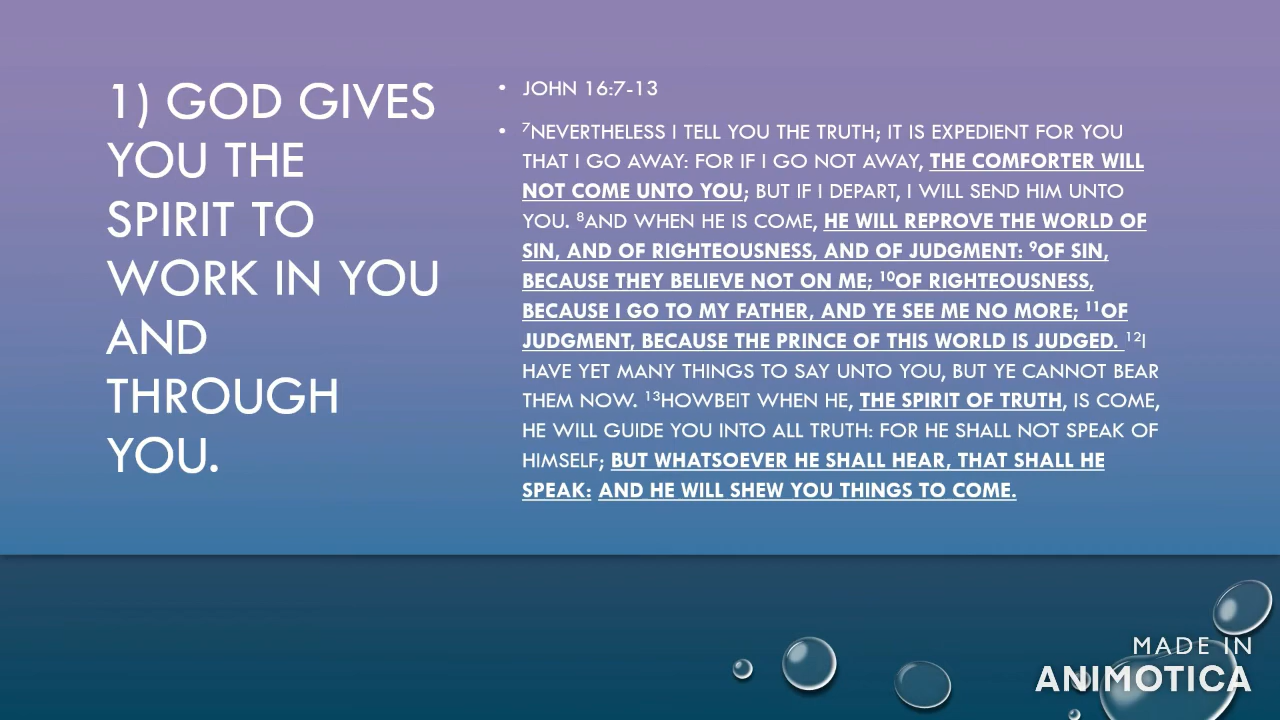 1) GOD GIVES
YOU THE
SPIRIT TO
WORK IN YOU
AND
THROUGH
YOU.
• JOHN 16:7-13
• ⁷NEVERTHELESS I TELL YOU THE TRUTH; IT IS EXPEDIENT FOR YOU
THAT I GO AWAY: FOR IF I GO NOT AWAY, THE COMFORTER WILL
NOT COME UNTO YOU; BUT IF I DEPART, I WILL SEND HIM UNTO
YOU. ⁸AND WHEN HE IS COME, HE WILL REPROVE THE WORLD OF
SIN, AND OF RIGHTEOUSNESS, AND OF JUDGMENT: ⁹OF SIN,
BECAUSE THEY BELIEVE NOT ON ME; ¹⁰OF RIGHTEOUSNESS,
BECAUSE I GO TO MY FATHER, AND YE SEE ME NO MORE; ¹¹OF
JUDGMENT, BECAUSE THE PRINCE OF THIS WORLD IS JUDGED. ¹²I
HAVE YET MANY THINGS TO SAY UNTO YOU, BUT YE CANNOT BEAR
THEM NOW. ¹³HOWBEIT WHEN HE, THE SPIRIT OF TRUTH, IS COME,
HE WILL GUIDE YOU INTO ALL TRUTH: FOR HE SHALL NOT SPEAK OF
HIMSELF; BUT WHATSOEVER HE SHALL HEAR, THAT SHALL HE
SPEAK: AND HE WILL SHEW YOU THINGS TO COME.
MADE IN
ANIMOTICA